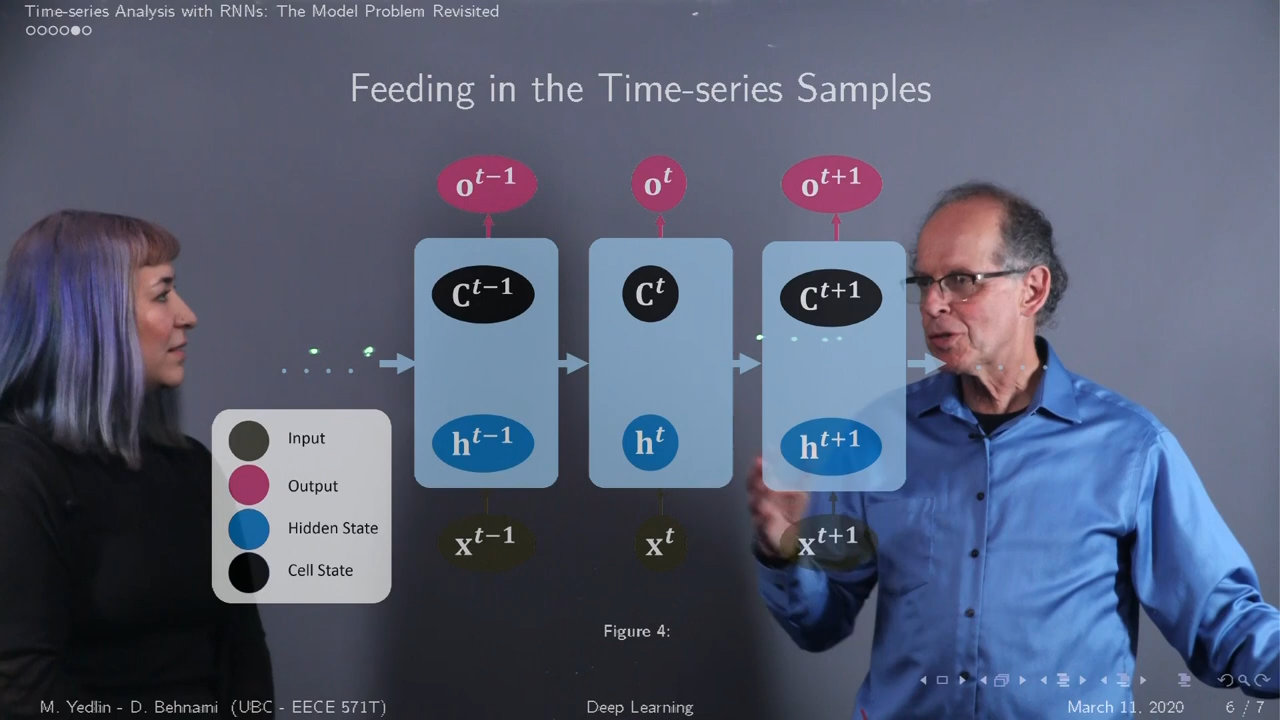 Time-series Analysis with RNNs: The Model Problem Revisited
Feeding in the Time-series Samples
o^{t−1} o^t o^{t+1}
C^{t−1} C^t C^{t+1}
h^{t−1} h^t h^{t+1}
x^{t−1} x^t x^{t+1}
Input
Output
Hidden State
Cell State
Figure 4:
M. Yedlin - D. Behnami (UBC - EECE 571T) Deep Learning March 11, 2020 6 / 7